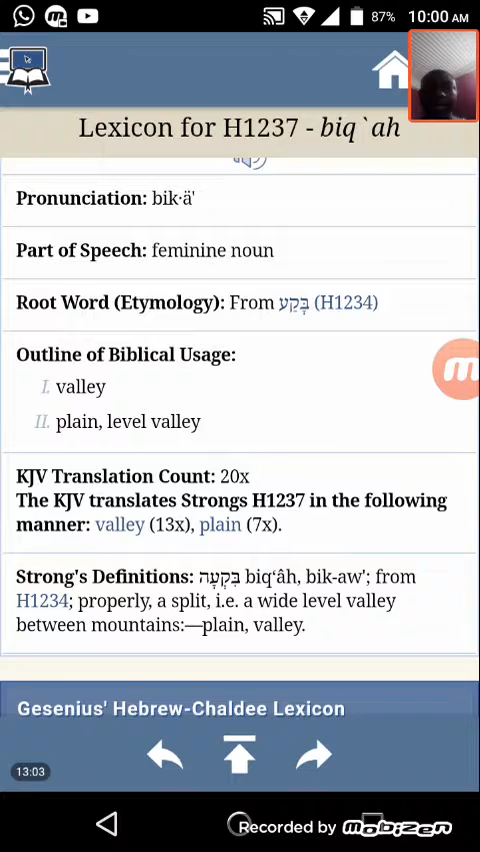 87% 10:00 AM
Lexicon for H1237 - biq`ah
Pronunciation: bik·ä'
Part of Speech: feminine noun
Root Word (Etymology): From בָּקַע (H1234)
Outline of Biblical Usage:
I. valley
II. plain, level valley
KJV Translation Count: 20x
The KJV translates Strongs H1237 in the following
manner: valley (13x), plain (7x).
Strong's Definitions: בִּקְעָה biqʻâh, bik-aw'; from
H1234; properly, a split, i.e. a wide level valley
between mountains:—plain, valley.
Gesenius' Hebrew-Chaldee Lexicon
13:03
Recorded by mobizen